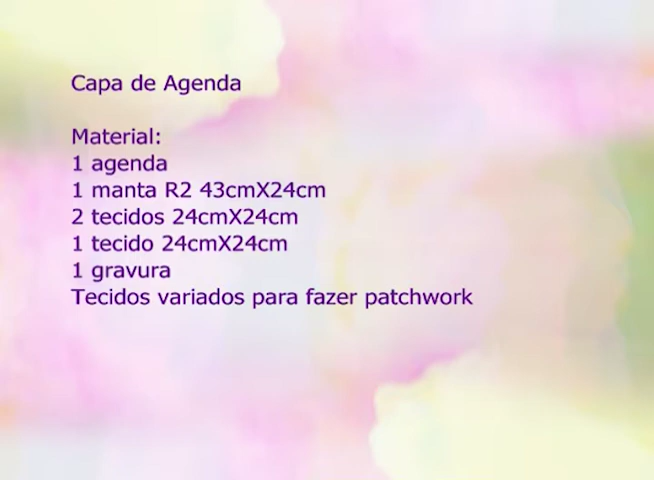 Capa de Agenda
Material:
1 agenda
1 manta R2 43cmX24cm
2 tecidos 24cmX24cm
1 tecido 24cmX24cm
1 gravura
Tecidos variados para fazer patchwork